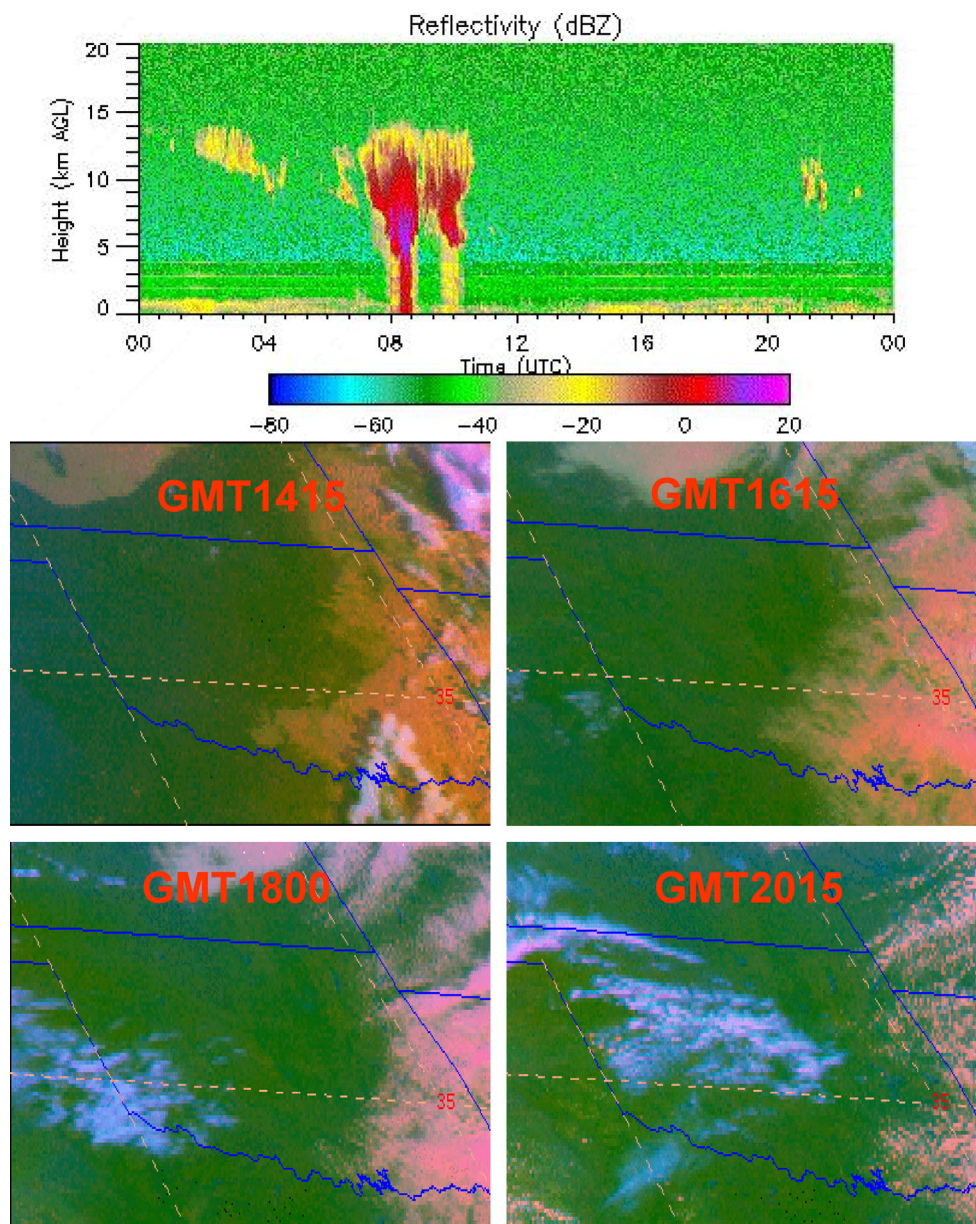 Reflectivity (dBZ)
20
15
10
5
0
Height (km AGL)
00 04 08 12 16 20 00
Time (UTC)
−80 −60 −40 −20 0 20
GMT1415 GMT1615
35 35
GMT1800 GMT2015
35 35